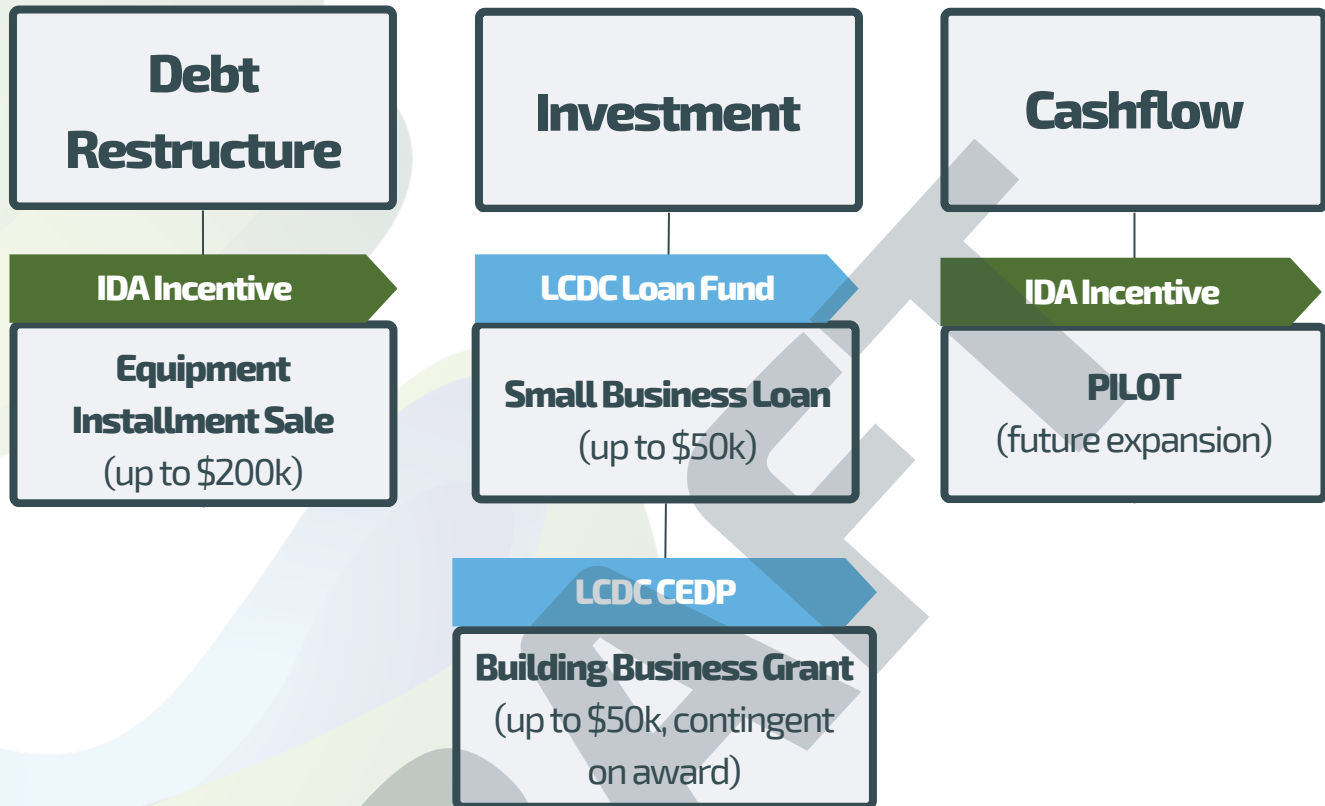 Debt
Restructure
IDA Incentive
Equipment
Installment Sale
(up to $200k)
Investment
LCDC Loan Fund
Small Business Loan
(up to $50k)
LCDC CEDP
Building Business Grant
(up to $50k, contingent
on award)
Cashflow
IDA Incentive
PILOT
(future expansion)
DRAFT